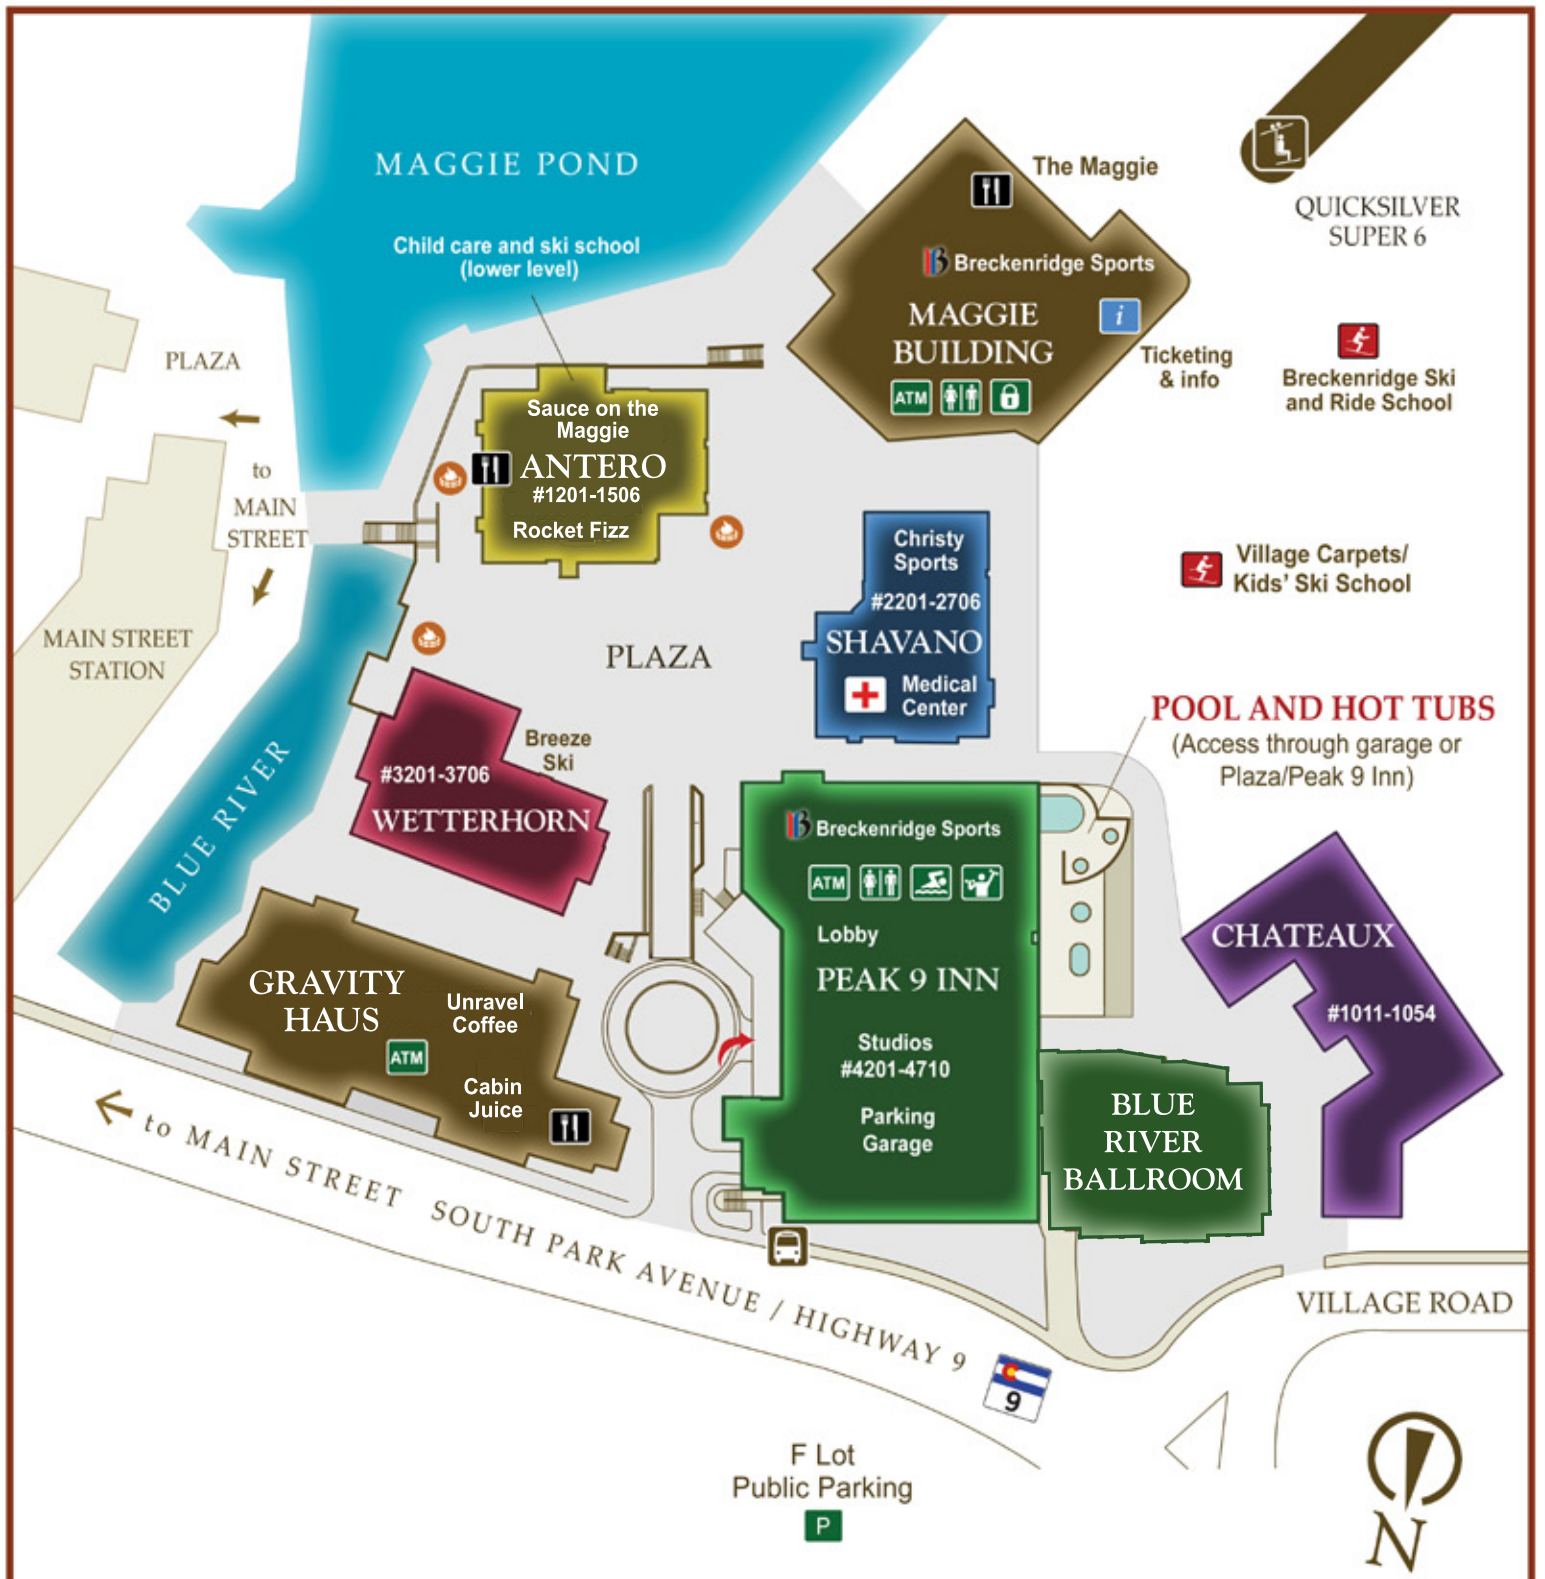 MAGGIE POND
Child care and ski school
(lower level)
The Maggie
Breckenridge Sports
MAGGIE
BUILDING
i
ATM
Ticketing
& info
QUICKSILVER
SUPER 6
Breckenridge Ski
and Ride School
PLAZA
to
MAIN
STREET
MAIN STREET
STATION
Sauce on the
Maggie
ANTERO
#1201-1506
Rocket Fizz
Christy
Sports
#2201-2706
SHAVANO
Medical
Center
Village Carpets/
Kids' Ski School
PLAZA
POOL AND HOT TUBS
(Access through garage or
Plaza/Peak 9 Inn)
BLUE RIVER
Breeze
Ski
#3201-3706
WETTERHORN
Breckenridge Sports
ATM
Lobby
PEAK 9 INN
Studios
#4201-4710
Parking
Garage
CHATEAUX
#1011-1054
GRAVITY
HAUS
Unravel
Coffee
ATM
Cabin
Juice
BLUE
RIVER
BALLROOM
to MAIN STREET
SOUTH PARK AVENUE / HIGHWAY 9
9
VILLAGE ROAD
F Lot
Public Parking
P
N